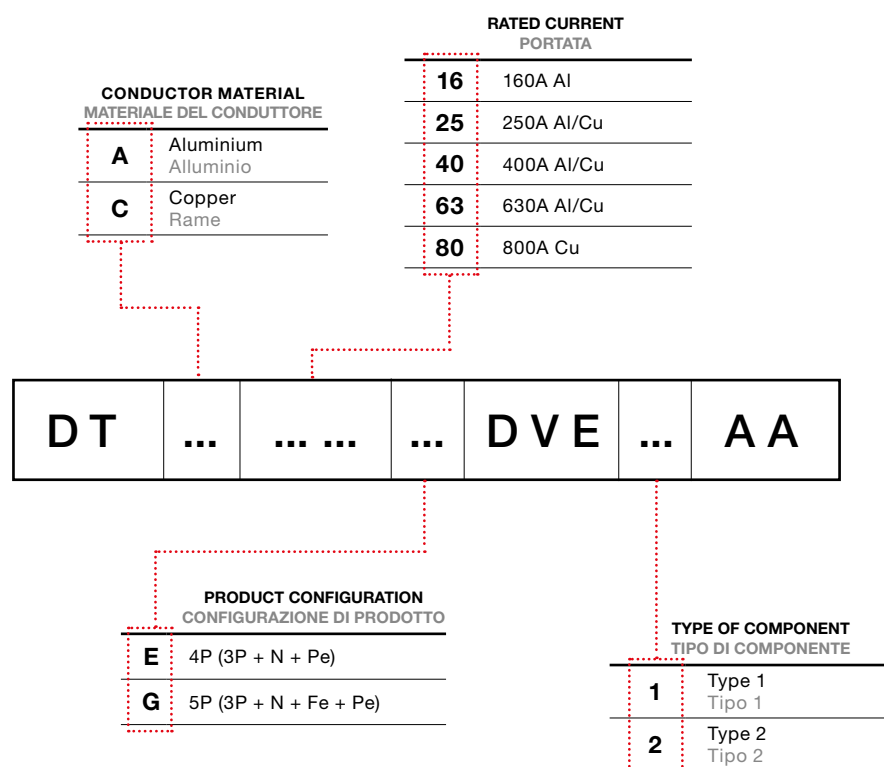 RATED CURRENT
PORTATA
16 160A Al
25 250A Al/Cu
40 400A Al/Cu
63 630A Al/Cu
80 800A Cu
CONDUCTOR MATERIAL
MATERIALE DEL CONDUTTORE
A Aluminium
Alluminio
C Copper
Rame
DT ... ... ... ... DVE ... AA
PRODUCT CONFIGURATION
CONFIGURAZIONE DI PRODOTTO
E 4P (3P + N + Pe)
G 5P (3P + N + Fe + Pe)
TYPE OF COMPONENT
TIPO DI COMPONENTE
1 Type 1
Tipo 1
2 Type 2
Tipo 2